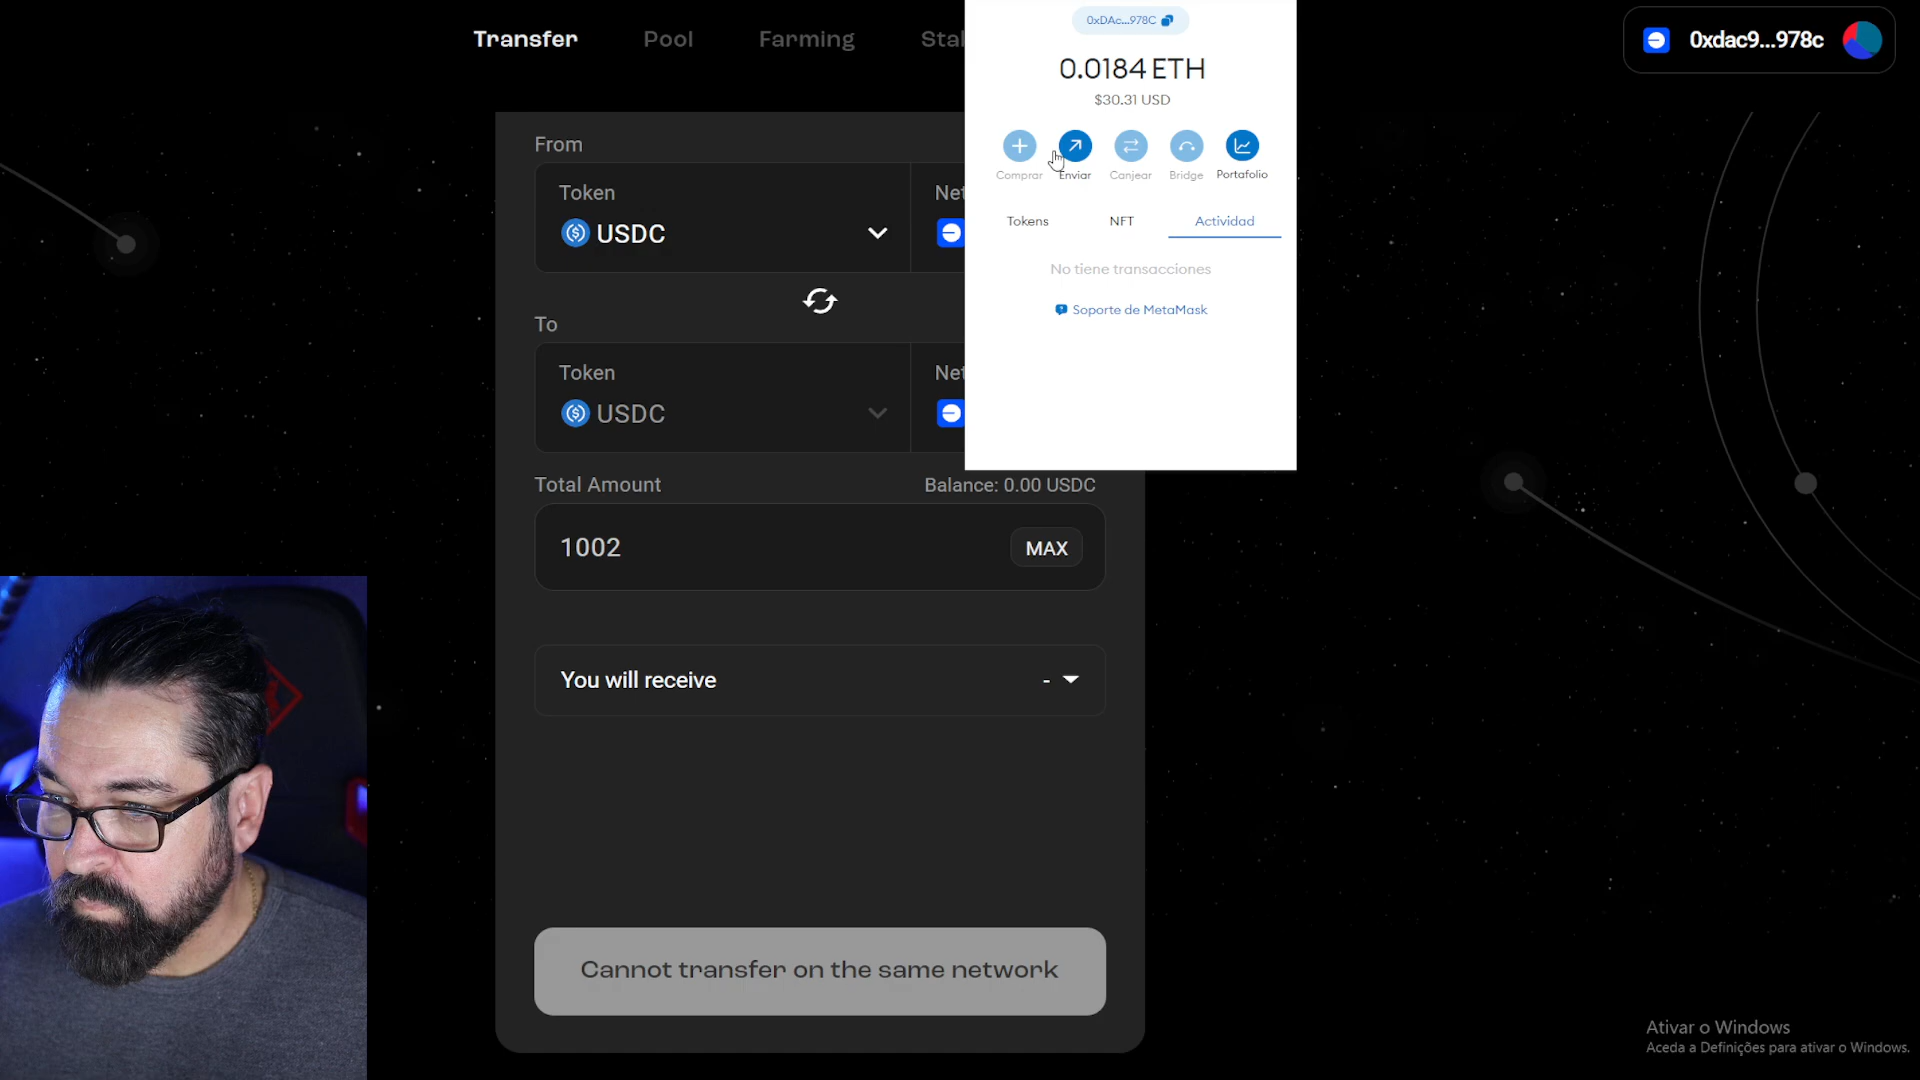 Transfer
Pool
Farming
Stal
0xDAc...978C
0xdac9...978c
0.0184 ETH
$30.31 USD
Comprar
Enviar
Canjear
Bridge
Portafolio
Tokens
NFT
Actividad
No tiene transacciones
Soporte de MetaMask
From
Token
Net
USDC
To
Token
Net
USDC
Total Amount
Balance: 0.00 USDC
1002
MAX
You will receive
-
Cannot transfer on the same network
Ativar o Windows
Aceda a Definições para ativar o Windows.